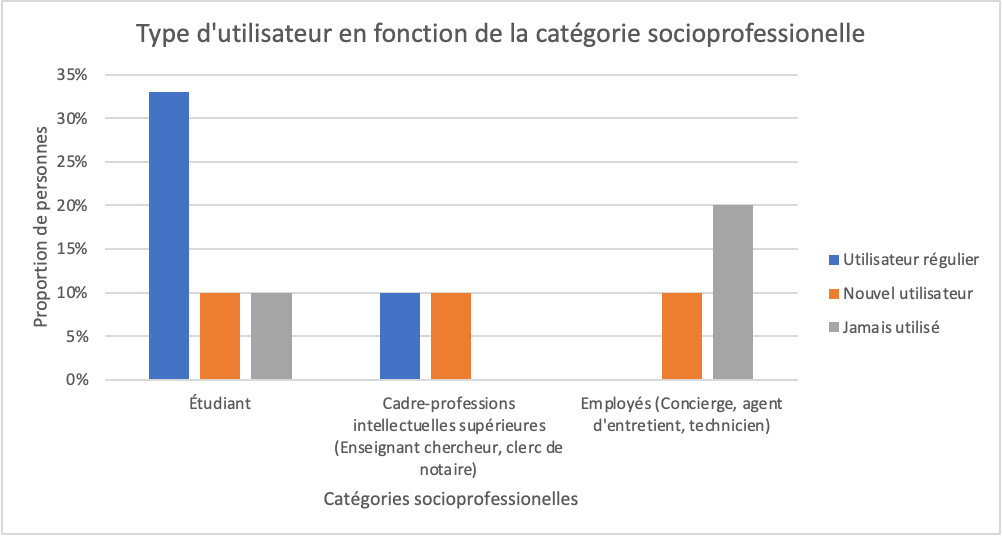 Type d'utilisateur en fonction de la catégorie socioprofessionelle
35%
30%
25%
20%
15%
10%
5%
0%
Proportion de personnes
Étudiant
Cadre-professions
intellectuelles supérieures
(Enseignant chercheur, clerc de
notaire)
Employés (Concierge, agent
d'entretient, technicien)
Catégories socioprofessionelles
Utilisateur régulier
Nouvel utilisateur
Jamais utilisé